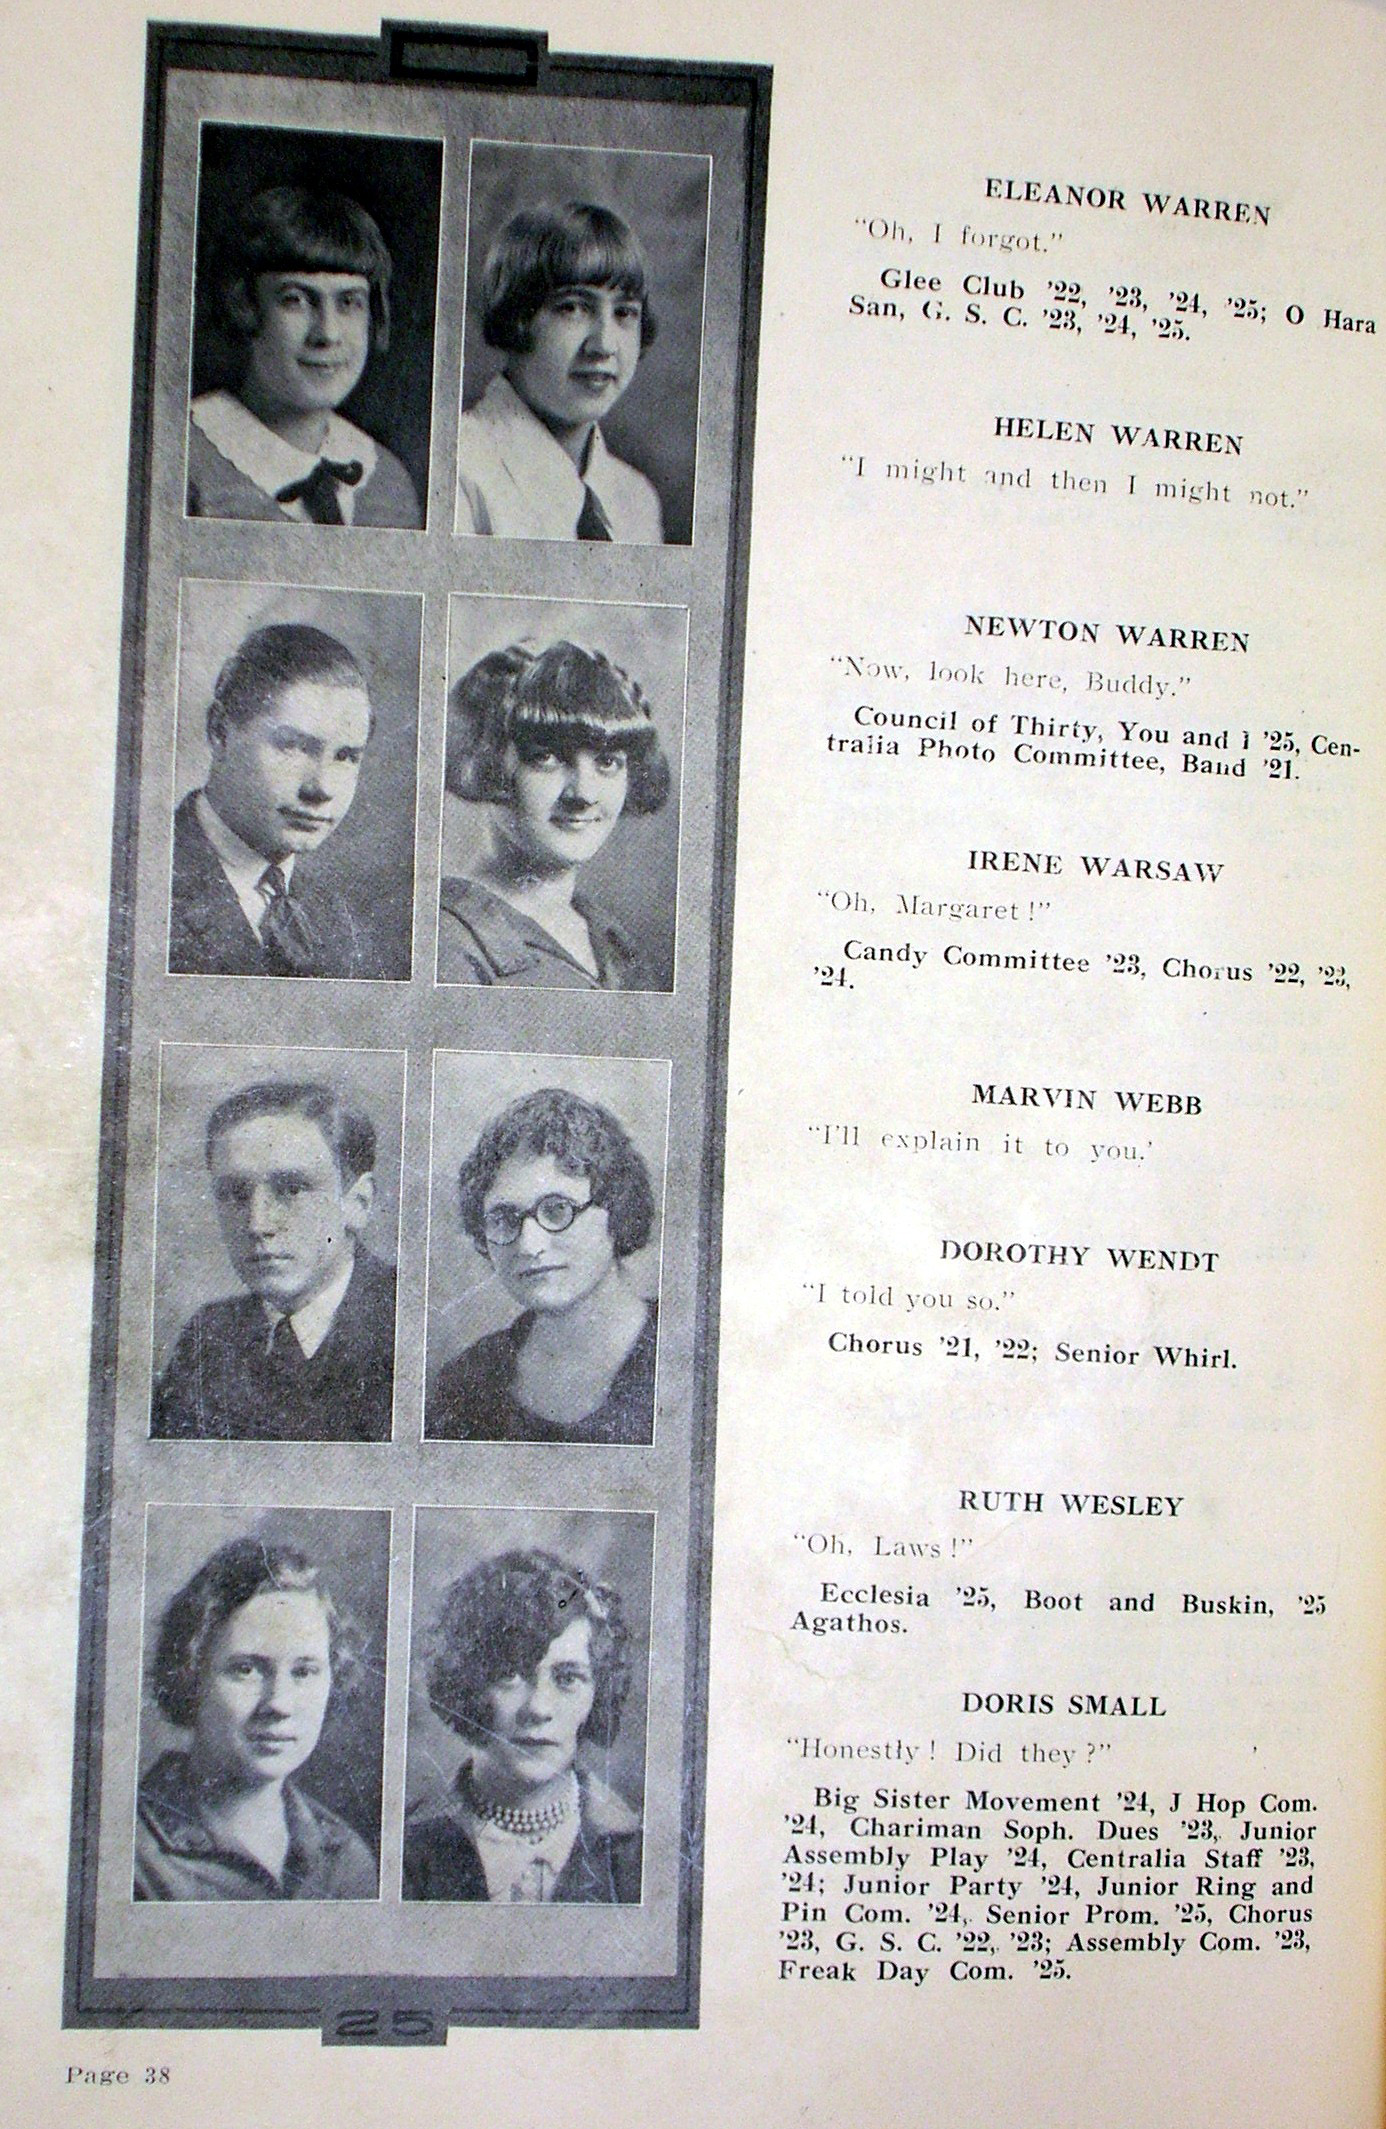 ELEANOR WARREN
"Oh, I forgot."
Glee Club '22, '23, '24, '25; O Hara
San, G. S. C. '23, '24, '25.
HELEN WARREN
"I might and then I might not."
NEWTON WARREN
"Now, look here, Buddy."
Council of Thirty, You and I '25, Cen-
tralia Photo Committee, Band '21.
IRENE WARSAW
"Oh, Margaret!"
Candy Committee '23, Chorus '22, '23,
'24.
MARVIN WEBB
"I'll explain it to you.'
DOROTHY WENDT
"I told you so."
Chorus '21, '22; Senior Whirl.
RUTH WESLEY
"Oh, Laws!"
Ecclesia '25, Boot and Buskin, '25
Agathos.
DORIS SMALL
"Honestly! Did they?"
Big Sister Movement '24, J Hop Com.
'24, Chariman Soph. Dues '23, Junior
Assembly Play '24, Centralia Staff '23,
'24; Junior Party '24, Junior Ring and
Pin Com. '24, Senior Prom. '25, Chorus
'23, G. S. C. '22, '23; Assembly Com. '23,
Freak Day Com. '25.
25
Page 38